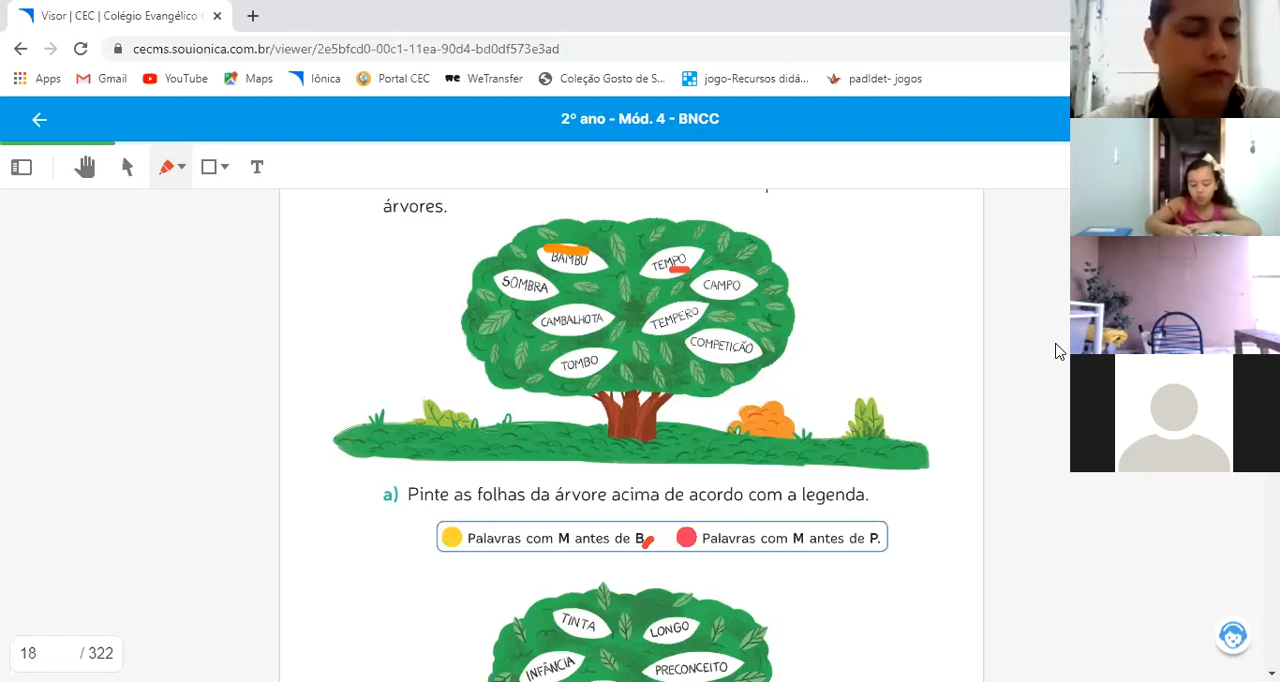 Visor | CEC | Colégio Evangélico C
cecms.souionica.com.br/viewer/2e5bfcd0-00c1-11ea-90d4-bd0df573e3ad
Apps Gmail YouTube Maps Iônica Portal CEC WeTransfer Coleção Gosto de S... jogo-Recursos didá... padldet- jogos
2º ano - Mód. 4 - BNCC
T
árvores.
BAMBU TEMPO
SOMBRA CAMPO
CAMBALHOTA TEMPERO
TOMBO COMPETIÇÃO
a) Pinte as folhas da árvore acima de acordo com a legenda.
Palavras com M antes de B. Palavras com M antes de P.
TINTA LONGO
INFÂNCIA PRECONCEITO
18 / 322